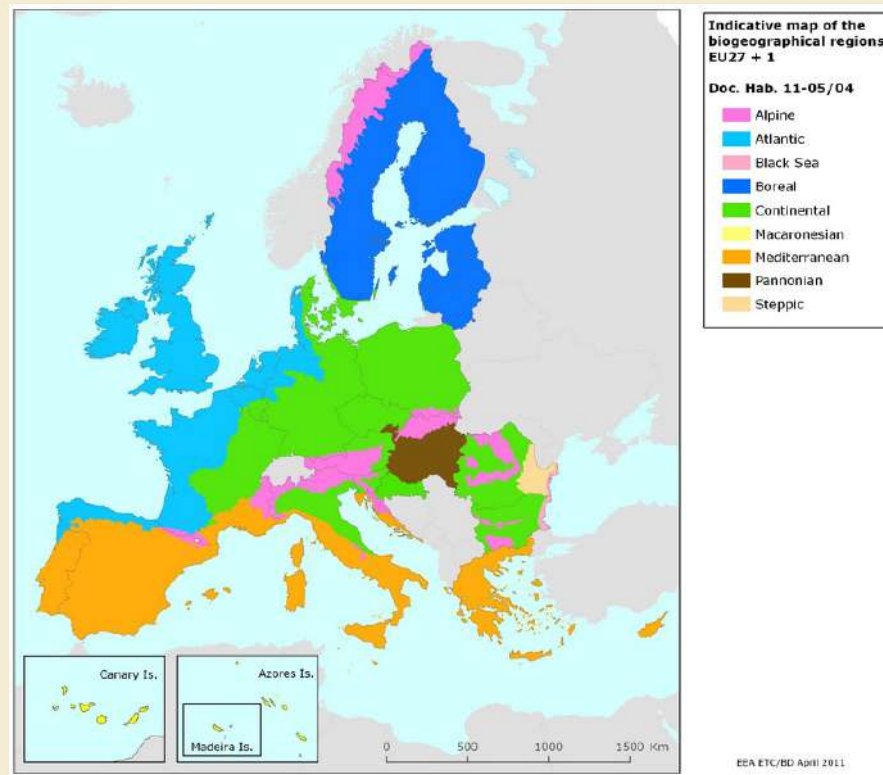 Indicative map of the
biogeographical regions
EU27 + 1
Doc. Hab. 11-05/04
Alpine
Atlantic
Black Sea
Boreal
Continental
Macaronesian
Mediterranean
Pannonian
Steppic
Canary Is.
Azores Is.
Madeira Is.
0 500 1000 1500 Km
EEA ETC/BD April 2011